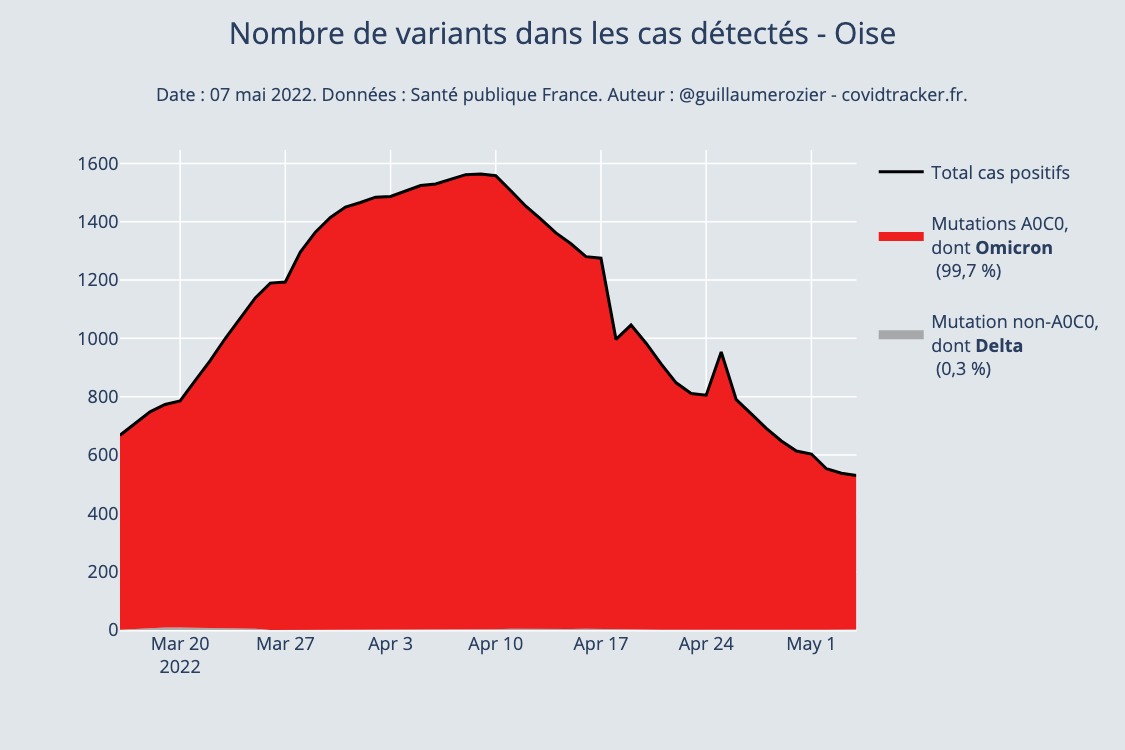 Nombre de variants dans les cas détectés - Oise
Date : 07 mai 2022. Données : Santé publique France. Auteur : @guillaumerozier - covidtracker.fr.
1600
1400
1200
1000
800
600
400
200
0
Mar 20
2022
Mar 27
Apr 3
Apr 10
Apr 17
Apr 24
May 1
Total cas positifs
Mutations A0C0,
dont Omicron
(99,7 %)
Mutation non-A0C0,
dont Delta
(0,3 %)